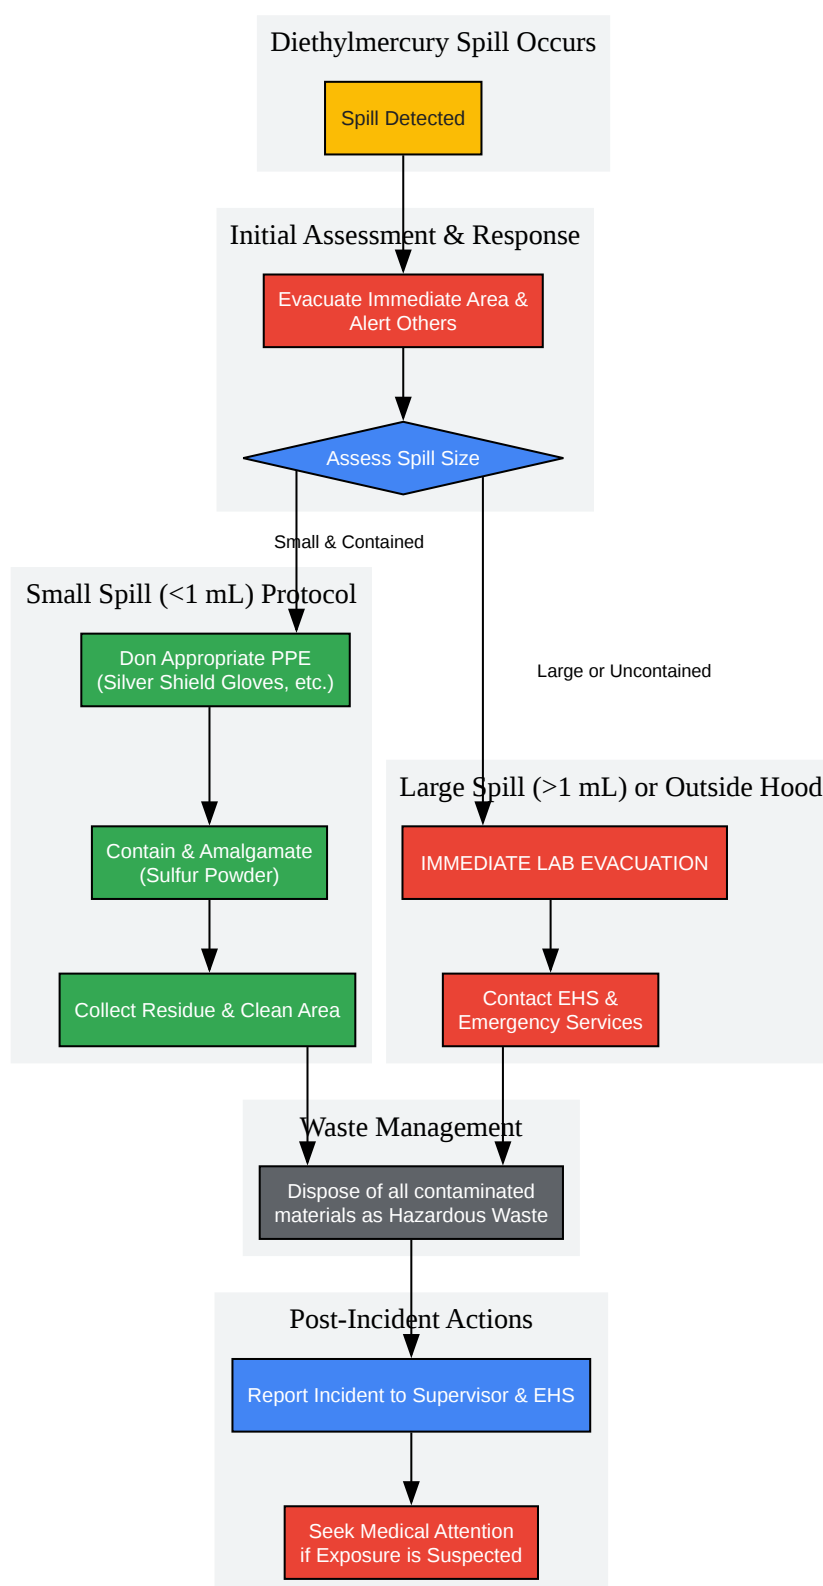 Diethylmercury Spill Occurs
Spill Detected
Initial Assessment & Response
Evacuate Immediate Area &
Alert Others
Assess Spill Size
Small & Contained
Small Spill (<1 mL) Protocol
Don Appropriate PPE
(Silver Shield Gloves, etc.)
Contain & Amalgamate
(Sulfur Powder)
Collect Residue & Clean Area
Large or Uncontained
Large Spill (>1 mL) or Outside Hood
IMMEDIATE LAB EVACUATION
Contact EHS &
Emergency Services
Waste Management
Dispose of all contaminated
materials as Hazardous Waste
Post-Incident Actions
Report Incident to Supervisor & EHS
Seek Medical Attention
if Exposure is Suspected